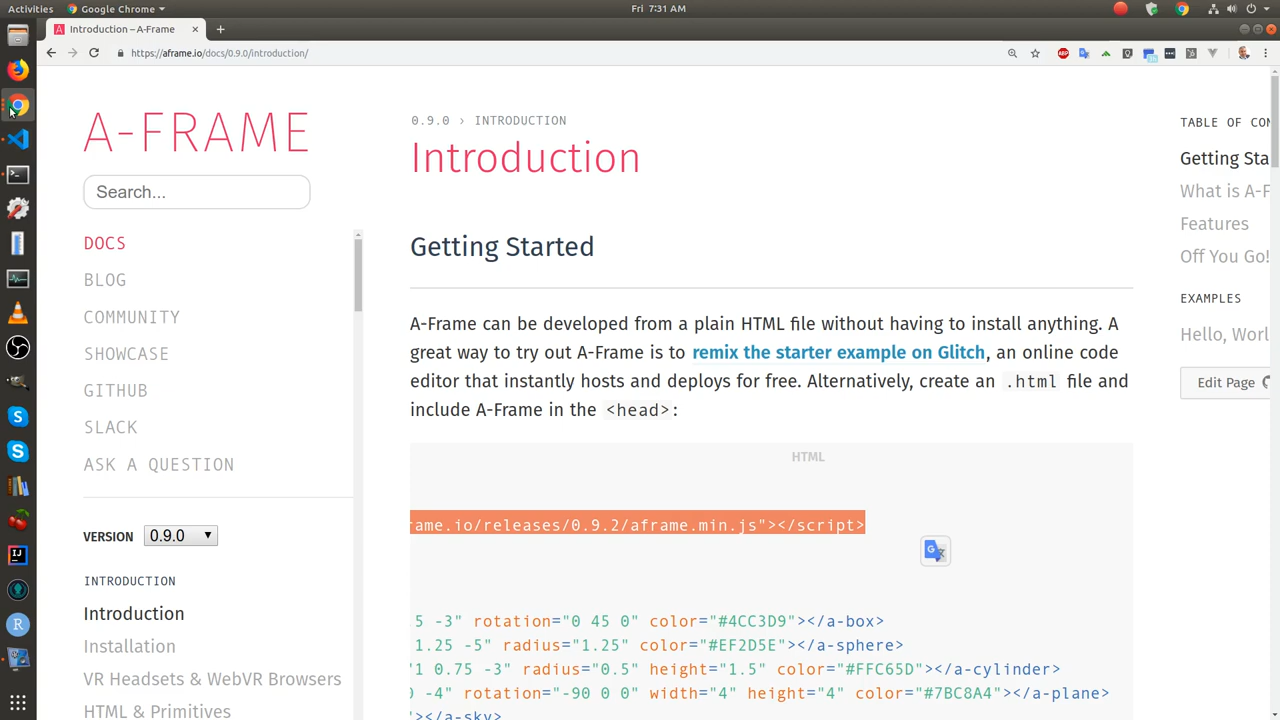 Activities
Google Chrome
Fri 7:31 AM
Introduction – A-Frame
https://aframe.io/docs/0.9.0/introduction/
A-FRAME
Search...
DOCS
BLOG
COMMUNITY
SHOWCASE
GITHUB
SLACK
ASK A QUESTION
VERSION 0.9.0
INTRODUCTION
Introduction
Installation
VR Headsets & WebVR Browsers
HTML & Primitives
0.9.0 › INTRODUCTION
Introduction
Getting Started
A-Frame can be developed from a plain HTML file without having to install anything. A
great way to try out A-Frame is to remix the starter example on Glitch, an online code
editor that instantly hosts and deploys for free. Alternatively, create an .html file and
include A-Frame in the <head>:
HTML
rame.io/releases/0.9.2/aframe.min.js"></script>
5 -3" rotation="0 45 0" color="#4CC3D9"></a-box>
1.25 -5" radius="1.25" color="#EF2D5E"></a-sphere>
"1 0.75 -3" radius="0.5" height="1.5" color="#FFC65D"></a-cylinder>
0 -4" rotation="-90 0 0" width="4" height="4" color="#7BC8A4"></a-plane>
"></a-sky>
TABLE OF CON
Getting Sta
What is A-F
Features
Off You Go!
EXAMPLES
Hello, Worl
Edit Page